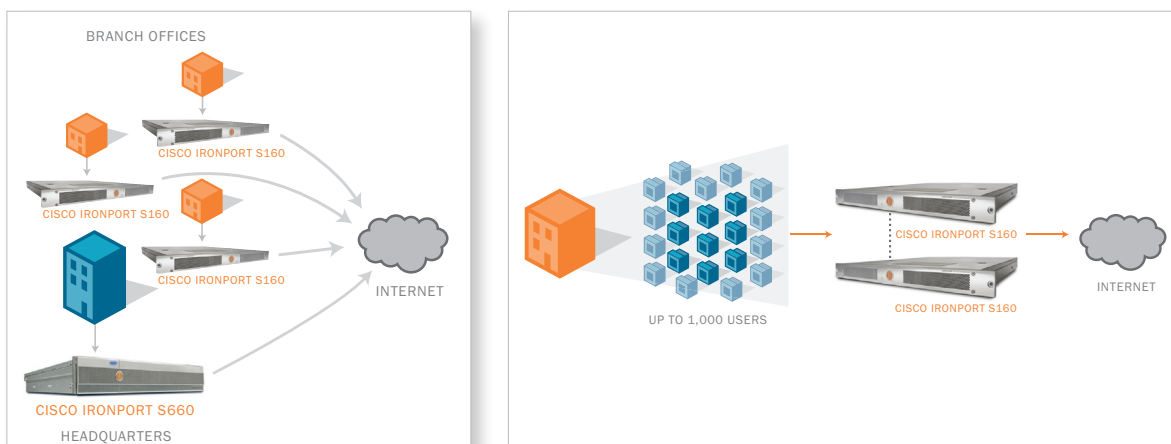 BRANCH OFFICES
CISCO IRONPORT S160
CISCO IRONPORT S160
CISCO IRONPORT S160
INTERNET
CISCO IRONPORT S660
HEADQUARTERS
UP TO 1,000 USERS
CISCO IRONPORT S160
CISCO IRONPORT S160
INTERNET